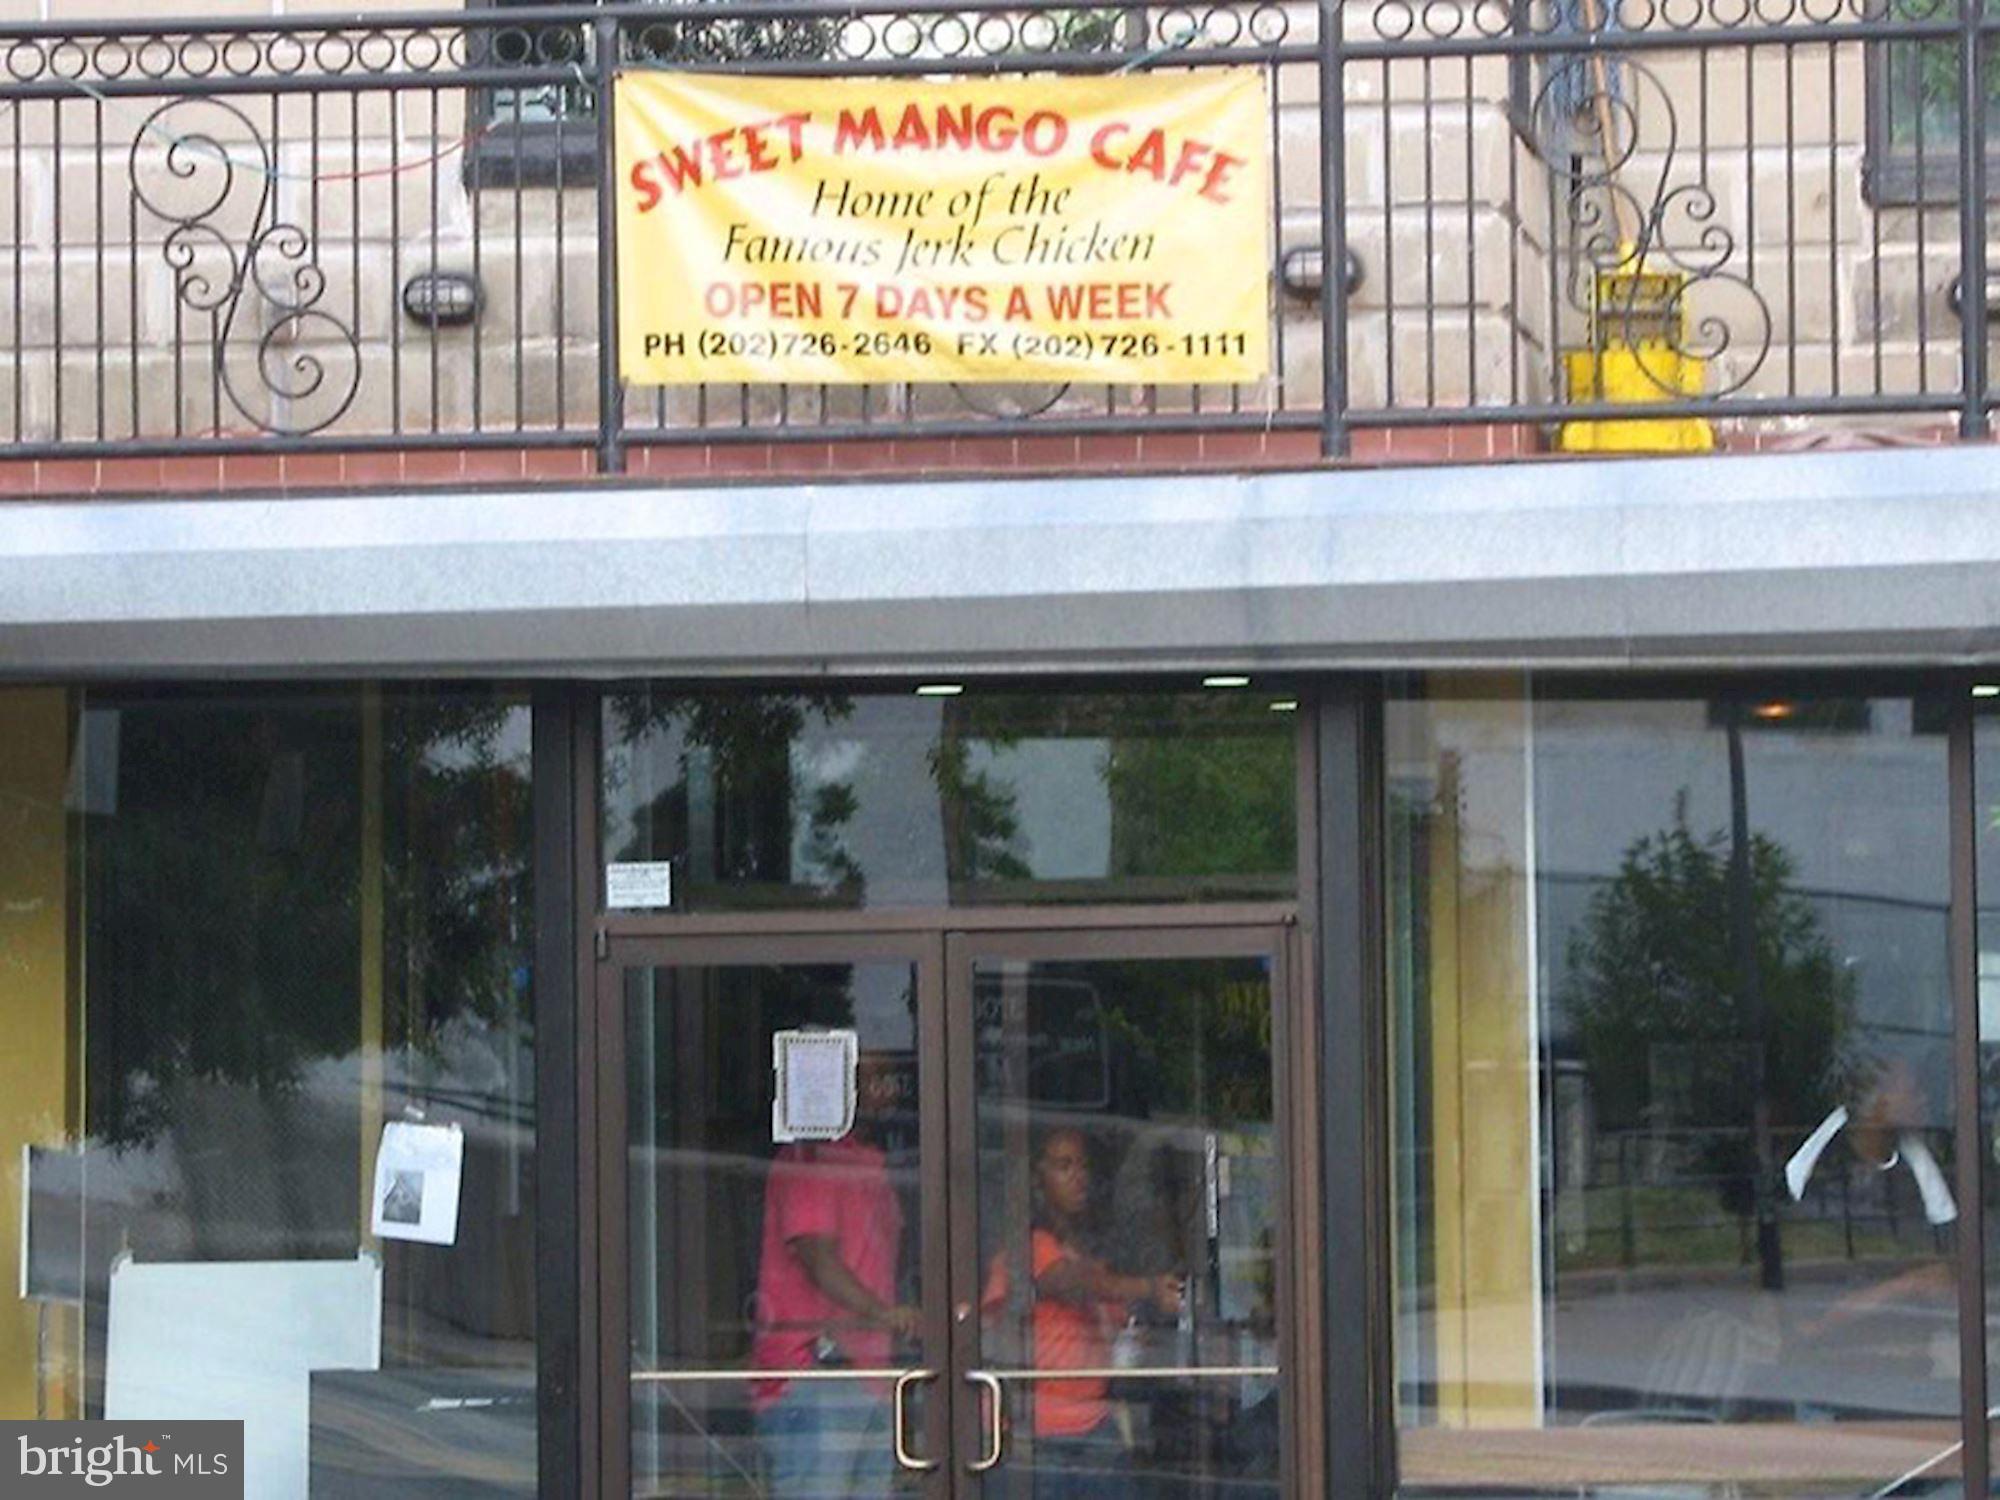 SWEET MANGO CAFE
Home of the
Famous Jerk Chicken
OPEN 7 DAYS A WEEK
PH (202)726-2646 FX (202)726-1111
bright™ MLS